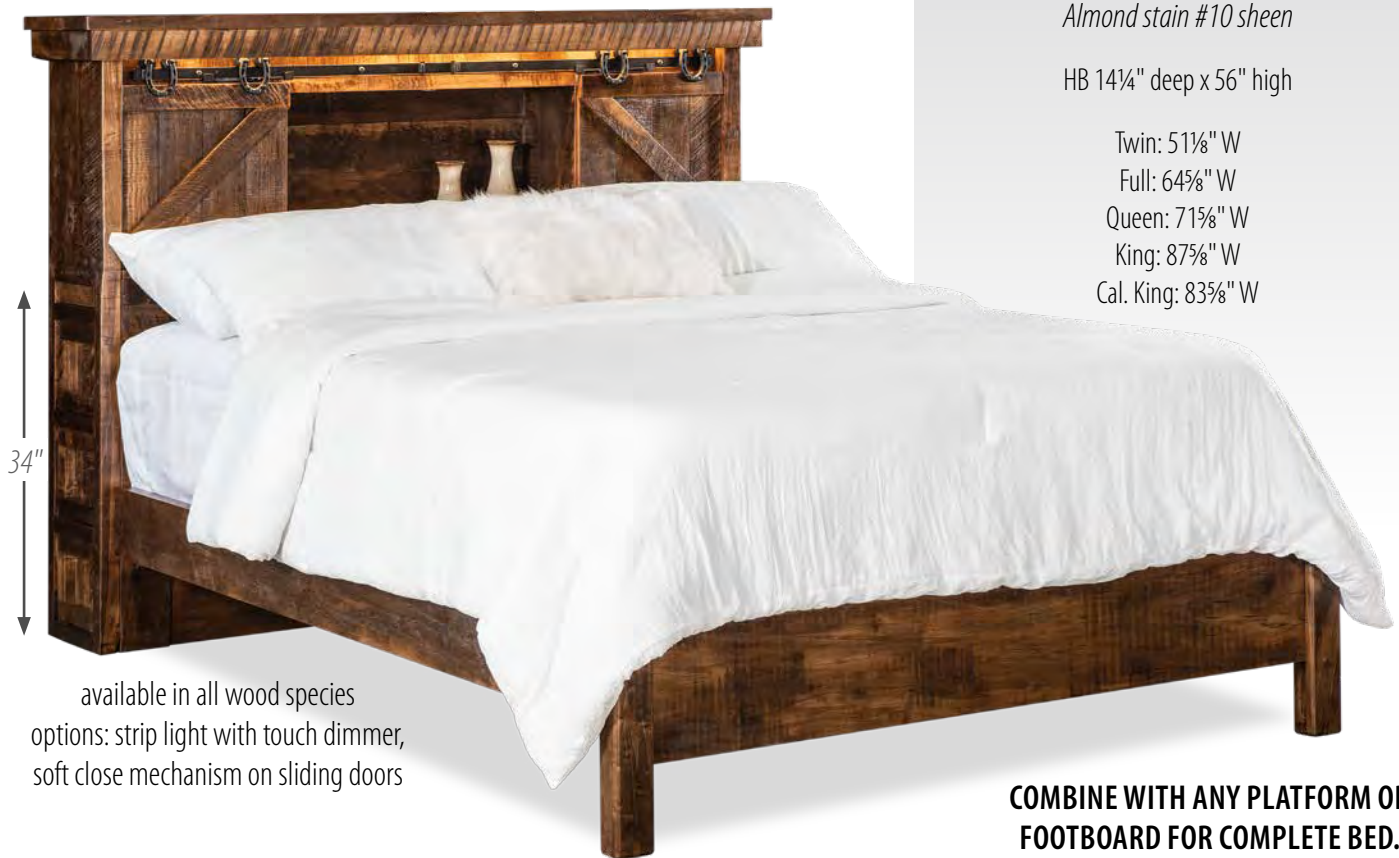 Almond stain #10 sheen
HB 14¼" deep x 56" high
Twin: 51⅛" W
Full: 64⅝" W
Queen: 71⅝" W
King: 87⅝" W
Cal. King: 83⅝" W
34"
available in all wood species
options: strip light with touch dimmer,
soft close mechanism on sliding doors
COMBINE WITH ANY PLATFORM
FOOTBOARD FOR COMPLETE BED.